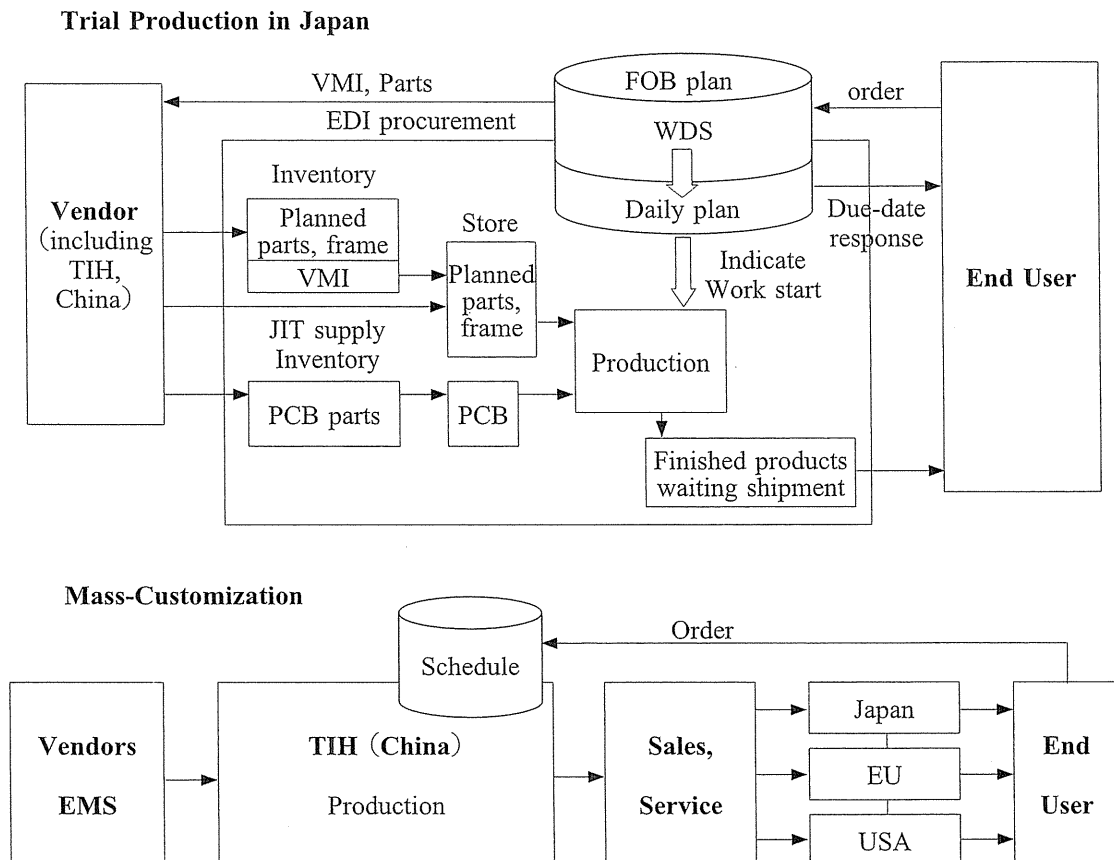 Trial Production in Japan
VMI, Parts
EDI procurement
FOB plan
WDS
Daily plan
order
Due-date
response
End User
Vendor
(including
TIH,
China)
Inventory
Planned
parts, frame
VMI
Store
Planned
parts,
frame
Indicate
Work start
JIT supply
Inventory
PCB parts
PCB
Production
Finished products
waiting shipment
Mass-Customization
Order
Schedule
Vendors
EMS
TIH (China)
Production
Sales,
Service
Japan
EU
USA
End
User